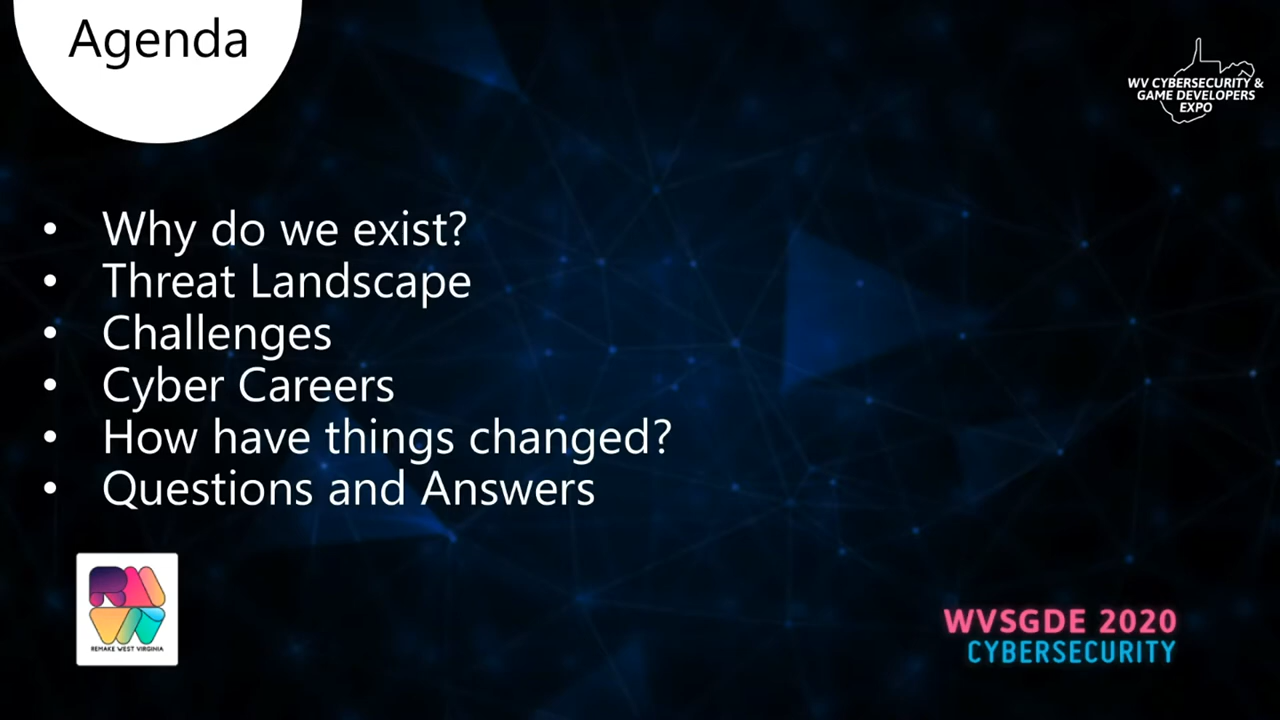 Agenda
WV CYBERSECURITY &
GAME DEVELOPERS
EXPO
• Why do we exist?
• Threat Landscape
• Challenges
• Cyber Careers
• How have things changed?
• Questions and Answers
RMWV
REMAKE WEST VIRGINIA
WVSGDE 2020
CYBERSECURITY